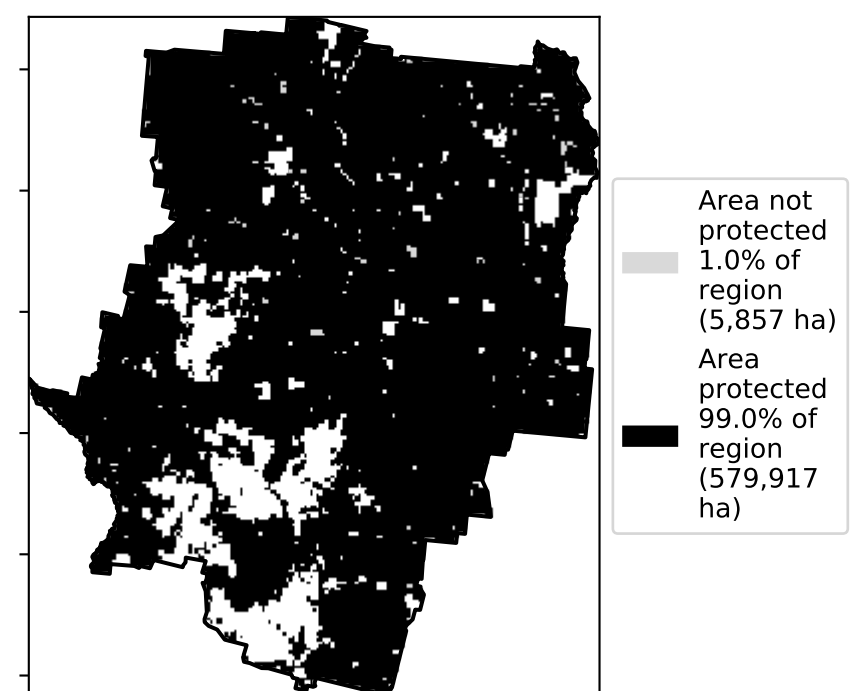 Area not
protected
1.0% of
region
(5,857 ha)
Area
protected
99.0% of
region
(579,917
ha)